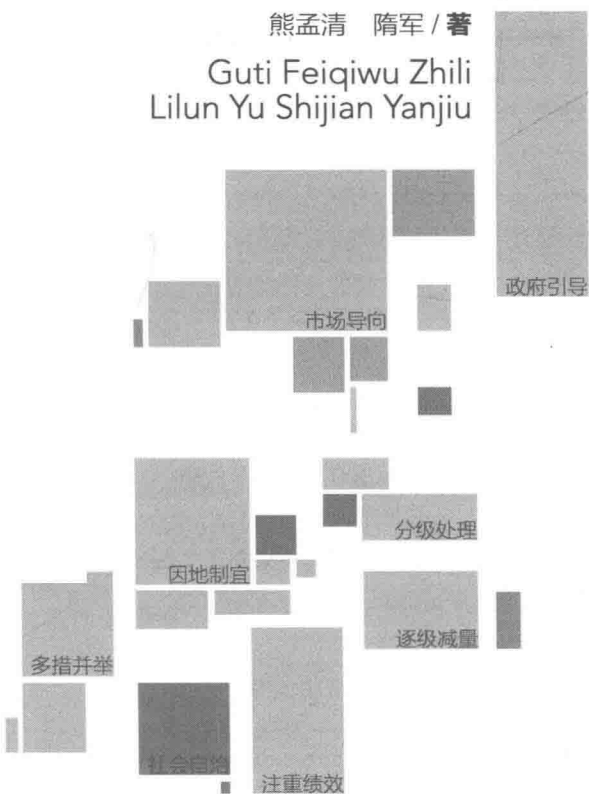 熊孟清 隋军 / 著
Guti Feiqiwu Zhili
Lilun Yu Shijian Yanjiu
政府引导
市场导向
分级处理
因地制宜
逐级减量
多措并举
社会自治
注重绩效